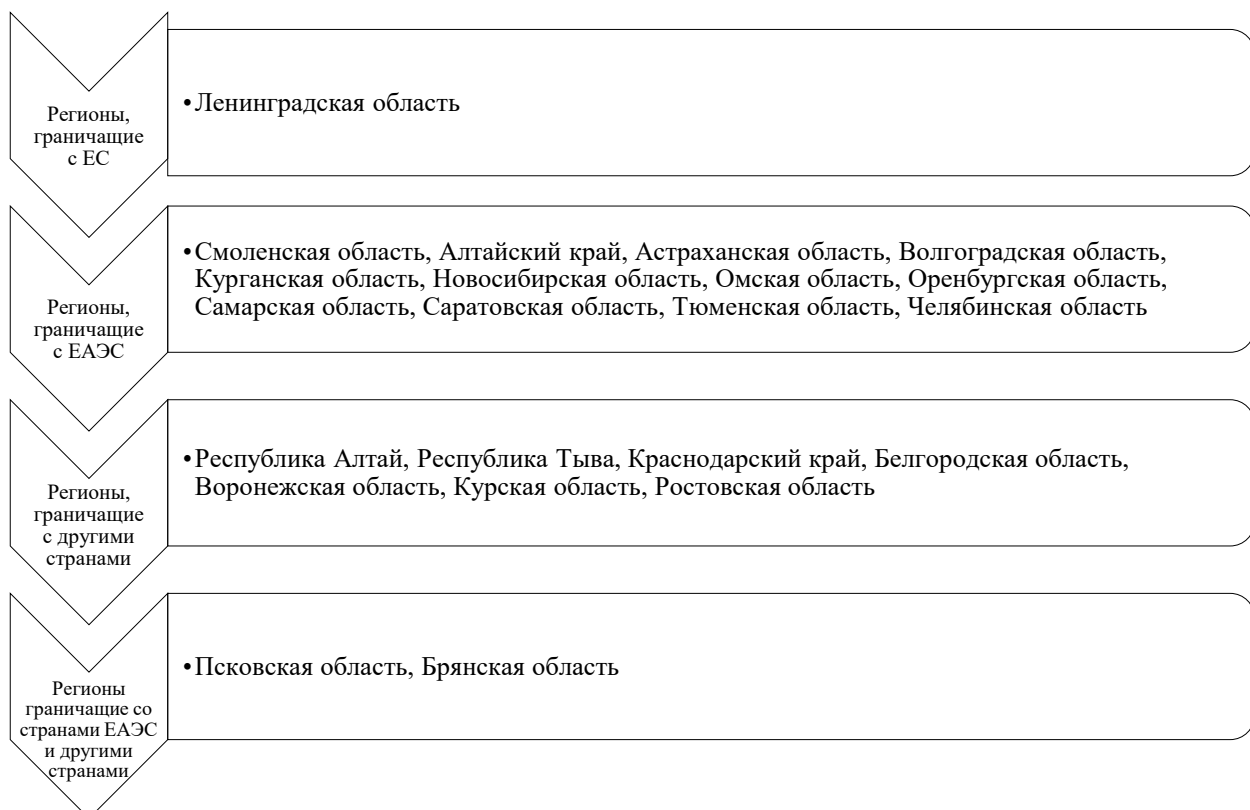 Регионы,
граничащие
с ЕС
•Ленинградская область
Регионы,
граничащие
с ЕАЭС
•Смоленская область, Алтайский край, Астраханская область, Волгоградская область,
Курганская область, Новосибирская область, Омская область, Оренбургская область,
Самарская область, Саратовская область, Тюменская область, Челябинская область
Регионы,
граничащие
с другими
странами
•Республика Алтай, Республика Тыва, Краснодарский край, Белгородская область,
Воронежская область, Курская область, Ростовская область
Регионы
граничащие со
странами ЕАЭС
и другими
странами
•Псковская область, Брянская область